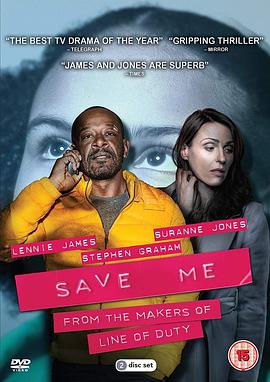 "THE BEST TV DRAMA OF THE YEAR" "GRIPPING THRILLER"
– TELEGRAPH – MIRROR
"JAMES AND JONES ARE SUPERB"
– TIMES
LENNIE JAMES SURANNE JONES
STEPHEN GRAHAM
SAVE ME
FROM THE MAKERS OF
LINE OF DUTY
DVD VIDEO 2 disc set 15